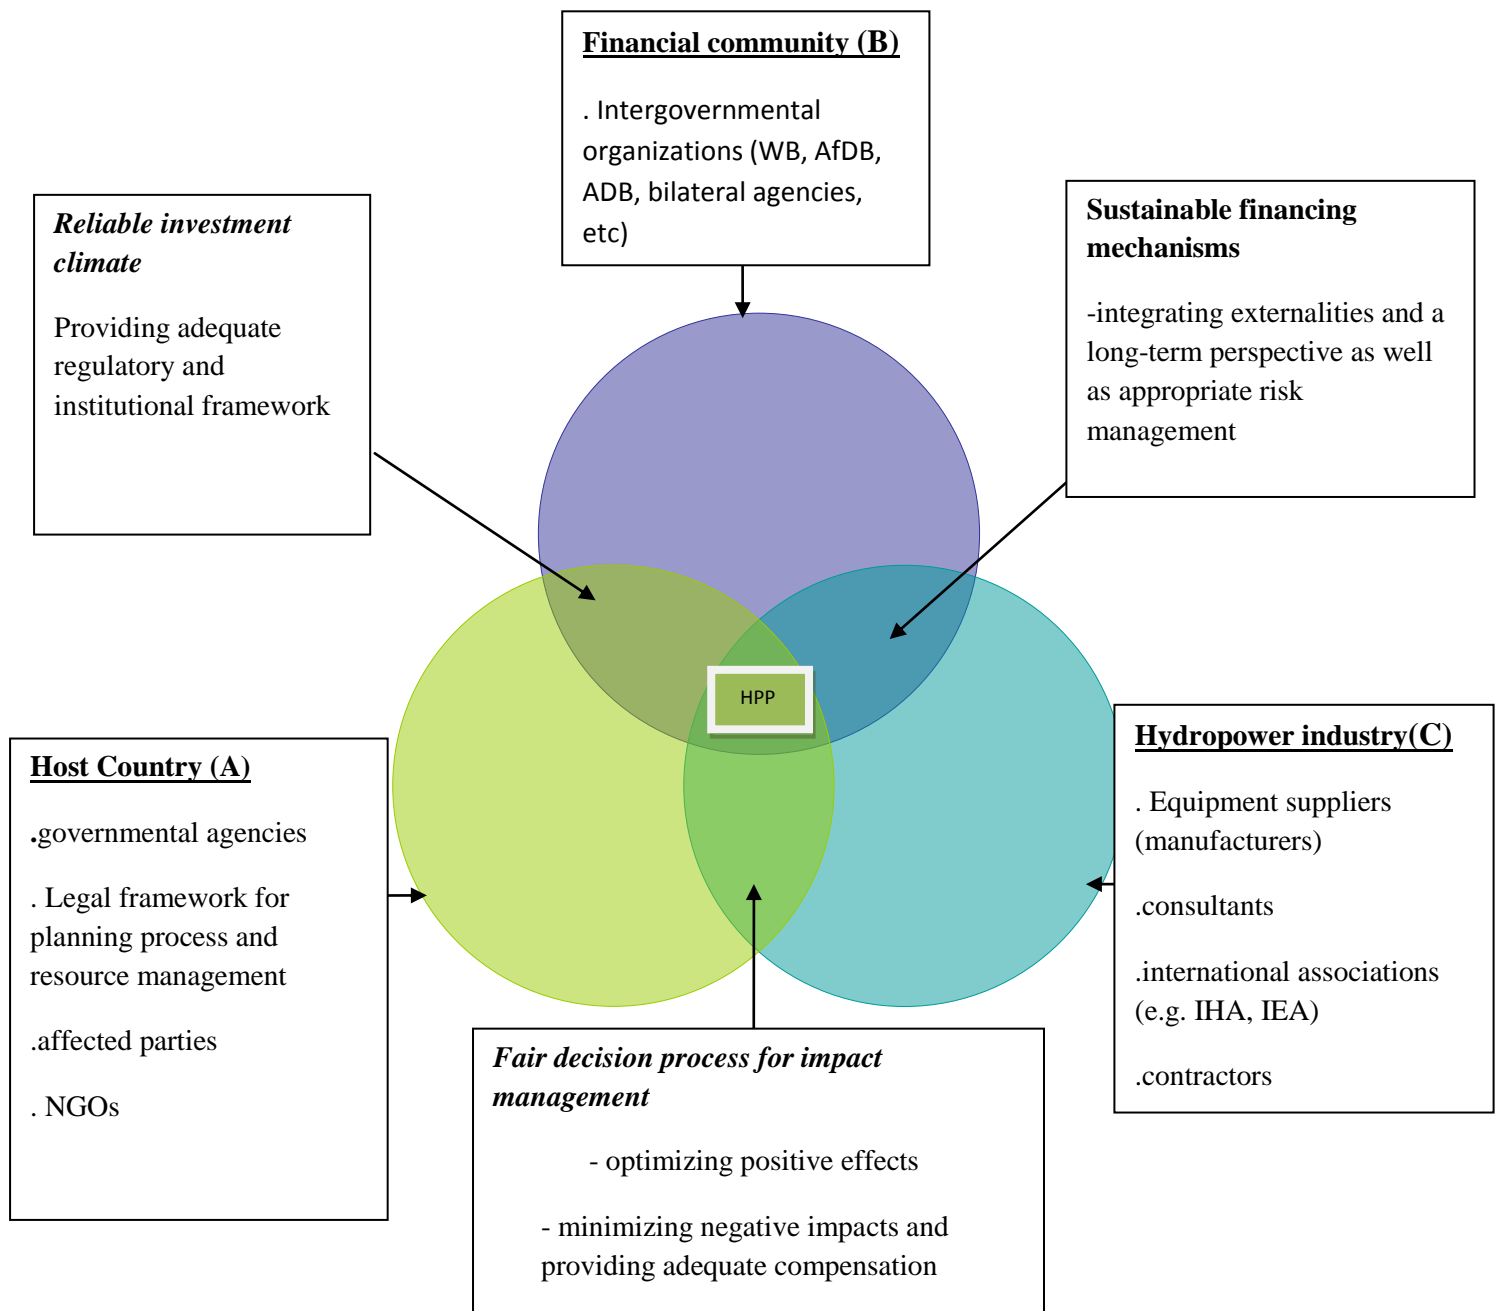 Financial community (B)
. Intergovernmental
organizations (WB, AfDB,
ADB, bilateral agencies,
etc)
Reliable investment
climate
Providing adequate
regulatory and
institutional framework
Sustainable financing
mechanisms
-integrating externalities and a
long-term perspective as well
as appropriate risk
management
HPP
Host Country (A)
.governmental agencies
. Legal framework for
planning process and
resource management
.affected parties
. NGOs
Hydropower industry(C)
. Equipment suppliers
(manufacturers)
.consultants
.international associations
(e.g. IHA, IEA)
.contractors
Fair decision process for impact
management
- optimizing positive effects
- minimizing negative impacts and
providing adequate compensation